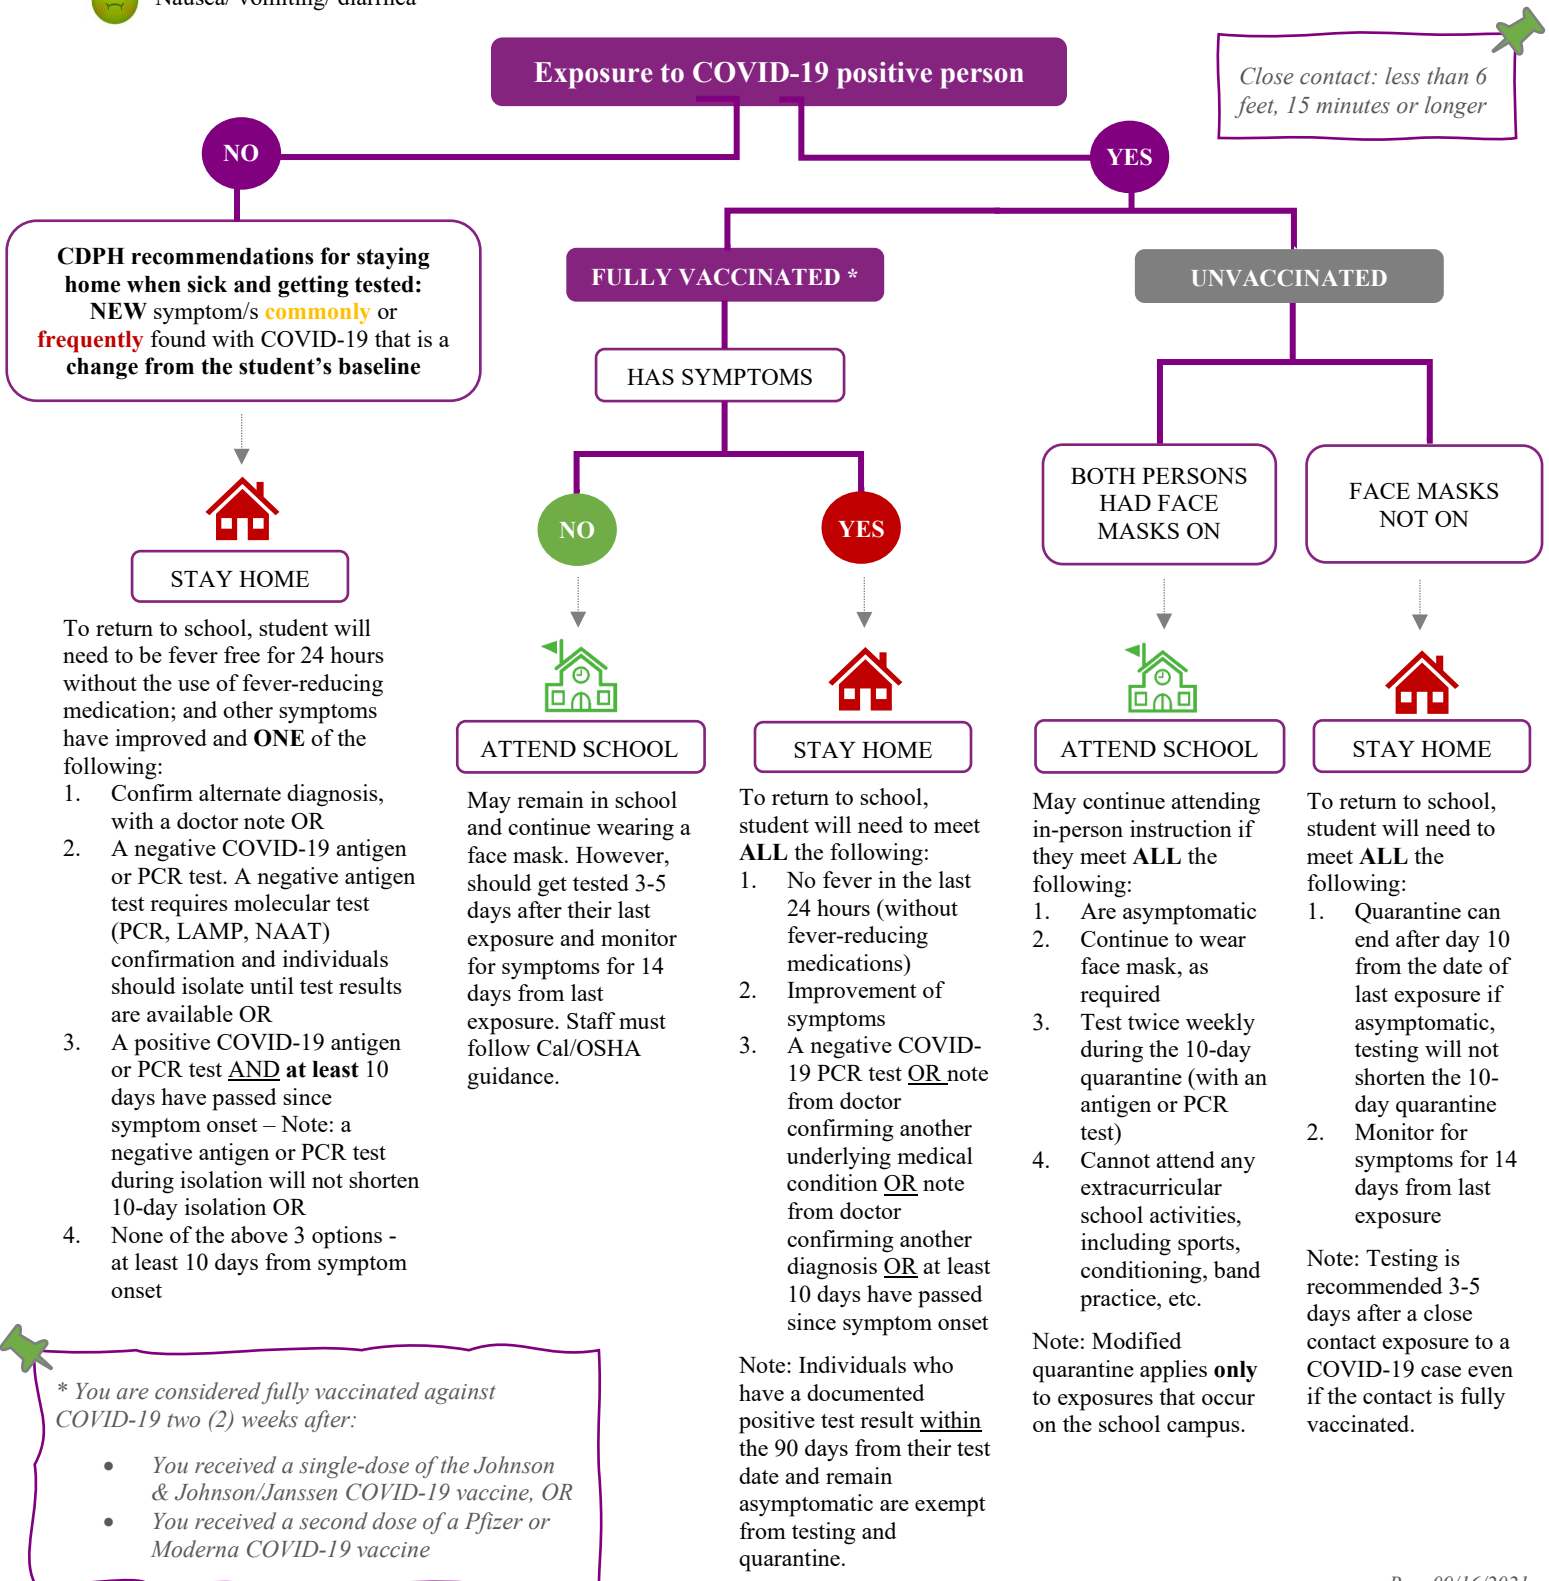 Nausea/ vomiting/ diarrhea
Exposure to COVID-19 positive person
Close contact: less than 6
feet, 15 minutes or longer
NO
YES
CDPH recommendations for staying
home when sick and getting tested:
NEW symptom/s commonly or
frequently found with COVID-19 that is a
change from the student's baseline
FULLY VACCINATED *
UNVACCINATED
HAS SYMPTOMS
BOTH PERSONS
HAD FACE
MASKS ON
FACE MASKS
NOT ON
NO
YES
STAY HOME
To return to school, student will
need to be fever free for 24 hours
without the use of fever-reducing
medication; and other symptoms
have improved and ONE of the
following:
1. Confirm alternate diagnosis,
with a doctor note OR
2. A negative COVID-19 antigen
or PCR test. A negative antigen
test requires molecular test
(PCR, LAMP, NAAT)
confirmation and individuals
should isolate until test results
are available OR
3. A positive COVID-19 antigen
or PCR test AND at least 10
days have passed since
symptom onset – Note: a
negative antigen or PCR test
during isolation will not shorten
10-day isolation OR
4. None of the above 3 options -
at least 10 days from symptom
onset
ATTEND SCHOOL
May remain in school
and continue wearing a
face mask. However,
should get tested 3-5
days after their last
exposure and monitor
for symptoms for 14
days from last
exposure. Staff must
follow Cal/OSHA
guidance.
STAY HOME
To return to school,
student will need to meet
ALL the following:
1. No fever in the last
24 hours (without
fever-reducing
medications)
2. Improvement of
symptoms
3. A negative COVID-
19 PCR test OR note
from doctor
confirming another
underlying medical
condition OR note
from doctor
confirming another
diagnosis OR at least
10 days have passed
since symptom onset
Note: Individuals who
have a documented
positive test result within
the 90 days from their test
date and remain
asymptomatic are exempt
from testing and
quarantine.
ATTEND SCHOOL
May continue attending
in-person instruction if
they meet ALL the
following:
1. Are asymptomatic
2. Continue to wear
face mask, as
required
3. Test twice weekly
during the 10-day
quarantine (with an
antigen or PCR
test)
4. Cannot attend any
extracurricular
school activities,
including sports,
conditioning, band
practice, etc.
Note: Modified
quarantine applies only
to exposures that occur
on the school campus.
STAY HOME
To return to school,
student will need to
meet ALL the
following:
1. Quarantine can
end after day 10
from the date of
last exposure if
asymptomatic,
testing will not
shorten the 10-
day quarantine
2. Monitor for
symptoms for 14
days from last
exposure
Note: Testing is
recommended 3-5
days after a close
contact exposure to a
COVID-19 case even
if the contact is fully
vaccinated.
* You are considered fully vaccinated against
COVID-19 two (2) weeks after:
• You received a single-dose of the Johnson
& Johnson/Janssen COVID-19 vaccine, OR
• You received a second dose of a Pfizer or
Moderna COVID-19 vaccine
09/16/2021